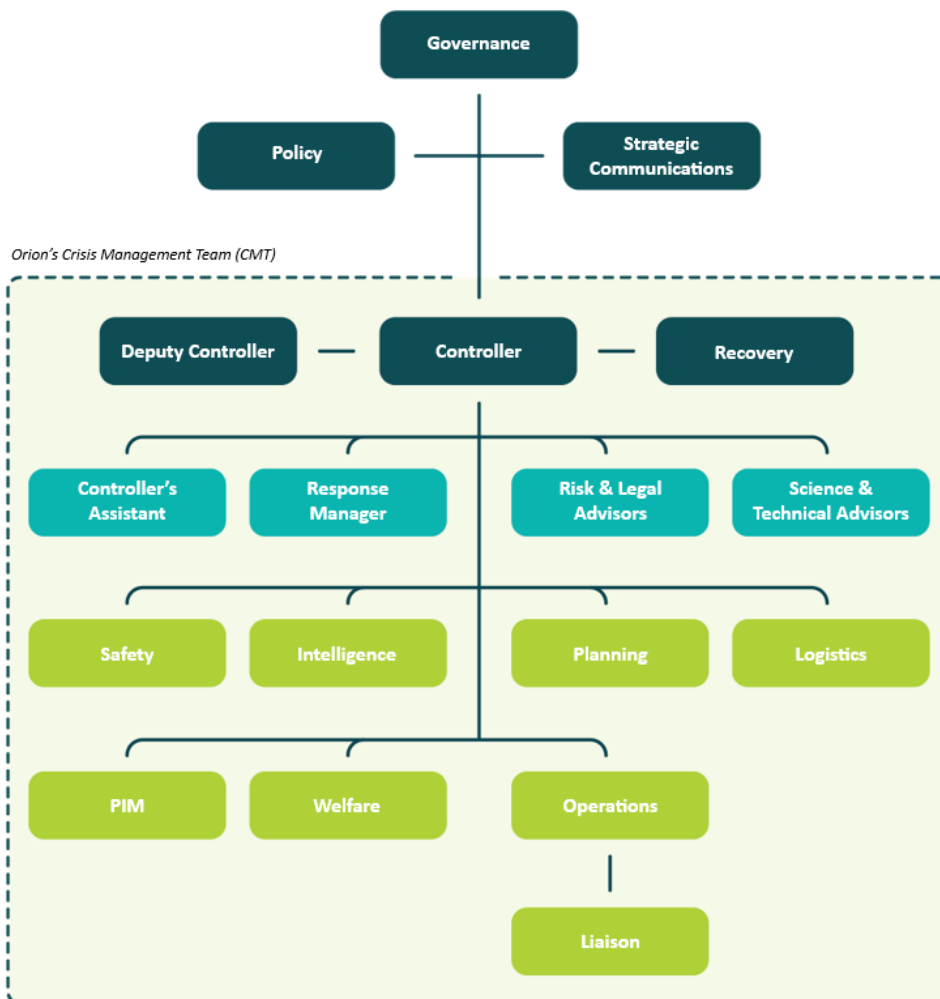 Governance
Policy
Strategic
Communications
Orion's Crisis Management Team (CMT)
Deputy Controller
Controller
Recovery
Controller's
Assistant
Response
Manager
Risk & Legal
Advisors
Science &
Technical Advisors
Safety
Intelligence
Planning
Logistics
PIM
Welfare
Operations
Liaison